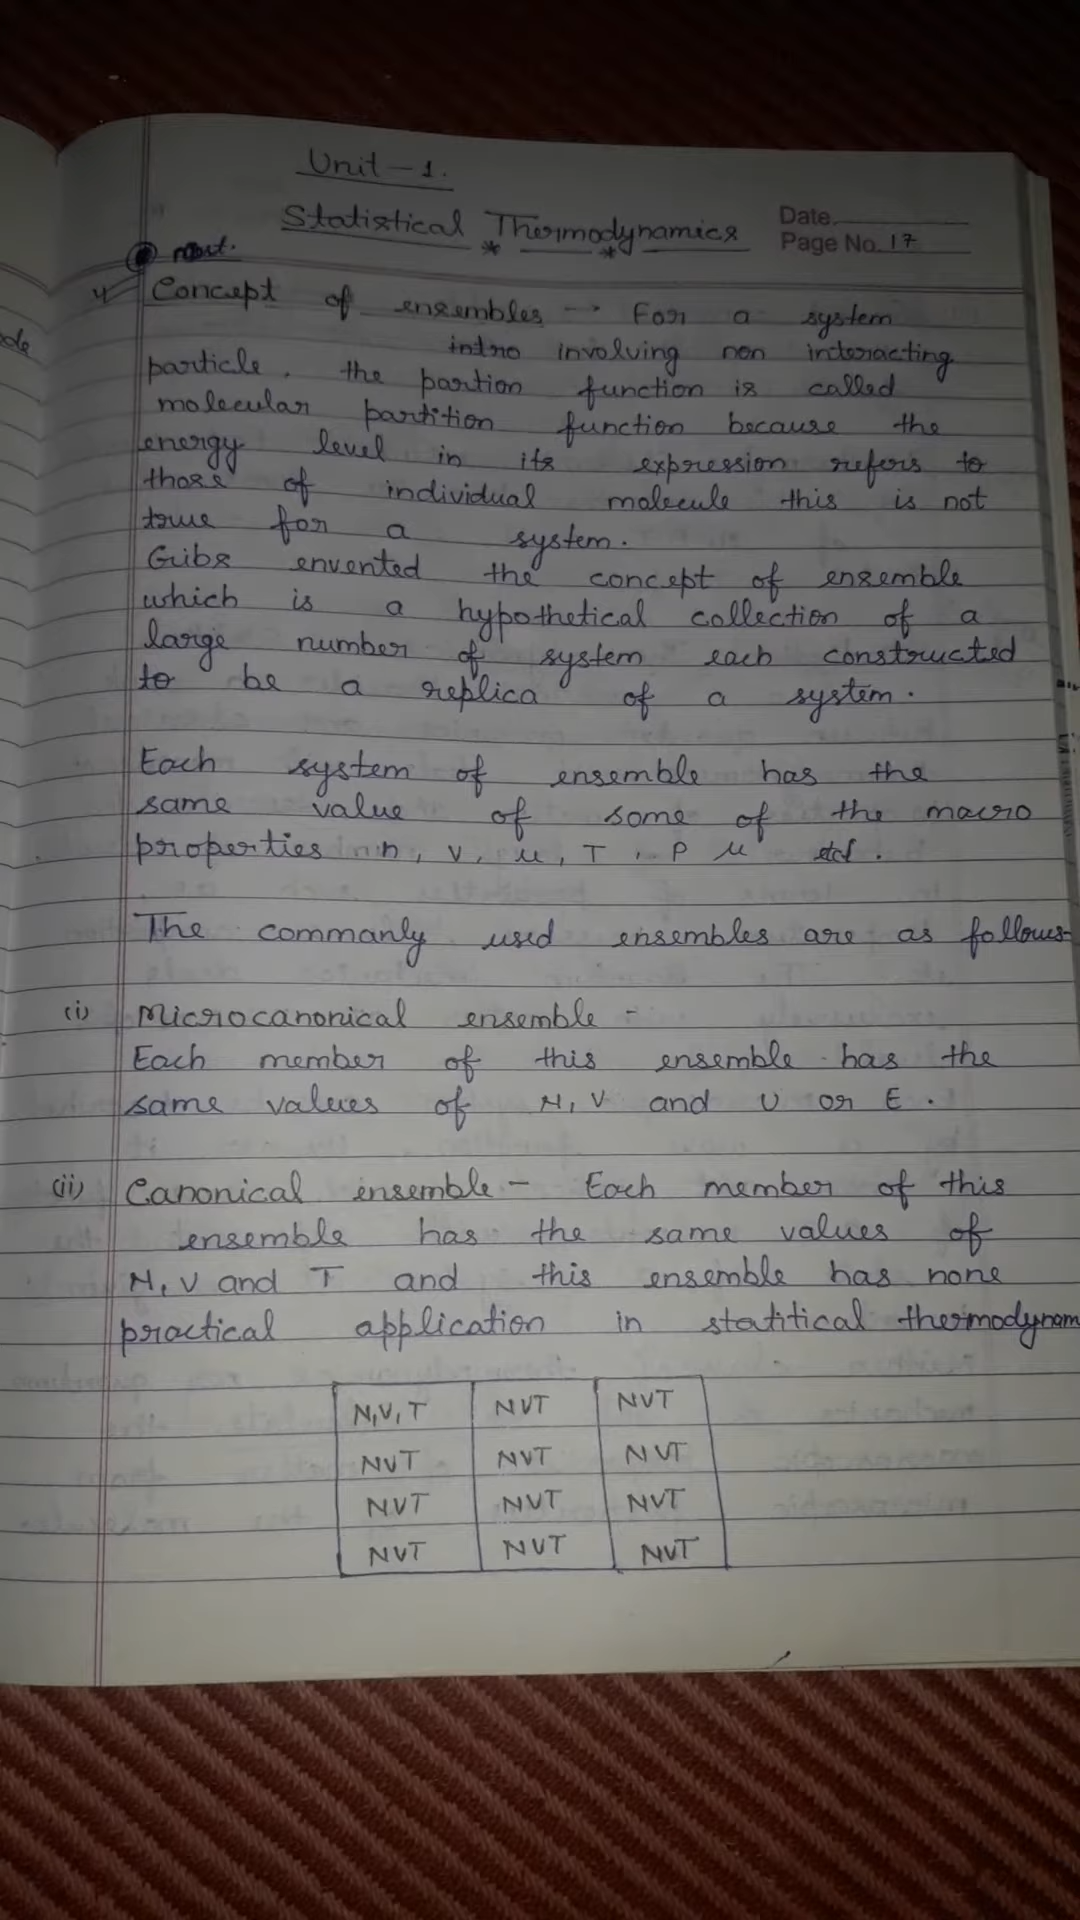 Unit - 1.
Statistical Thermodynamics
Date.
Page No. 17
Concept of ensembles → For a system
intro involving non interacting
particle. the partion function is called
molecular partition function because the
energy level in its expression refers to
those of individual molecule this is not
true for a system.
Gibs envented the concept of ensemble
which is a hypothetical collection of a
large number of system each constructed
to be a replica of a system.
Each system of ensemble has the
same value of some of the macro
properties n, V, u, T, P μ etc.
The commanly used ensembles are as follows-
(i) Microcanonical ensemble -
Each member of this ensemble has the
same values of N, V and U or E.
(ii) Canonical ensemble - Each member of this
ensemble has the same values of
N, V and T and this ensemble has none
practical application in statitical thermodynam
N,V,T NVT NVT
NVT NVT NVT
NVT NVT NVT
NVT NVT NVT